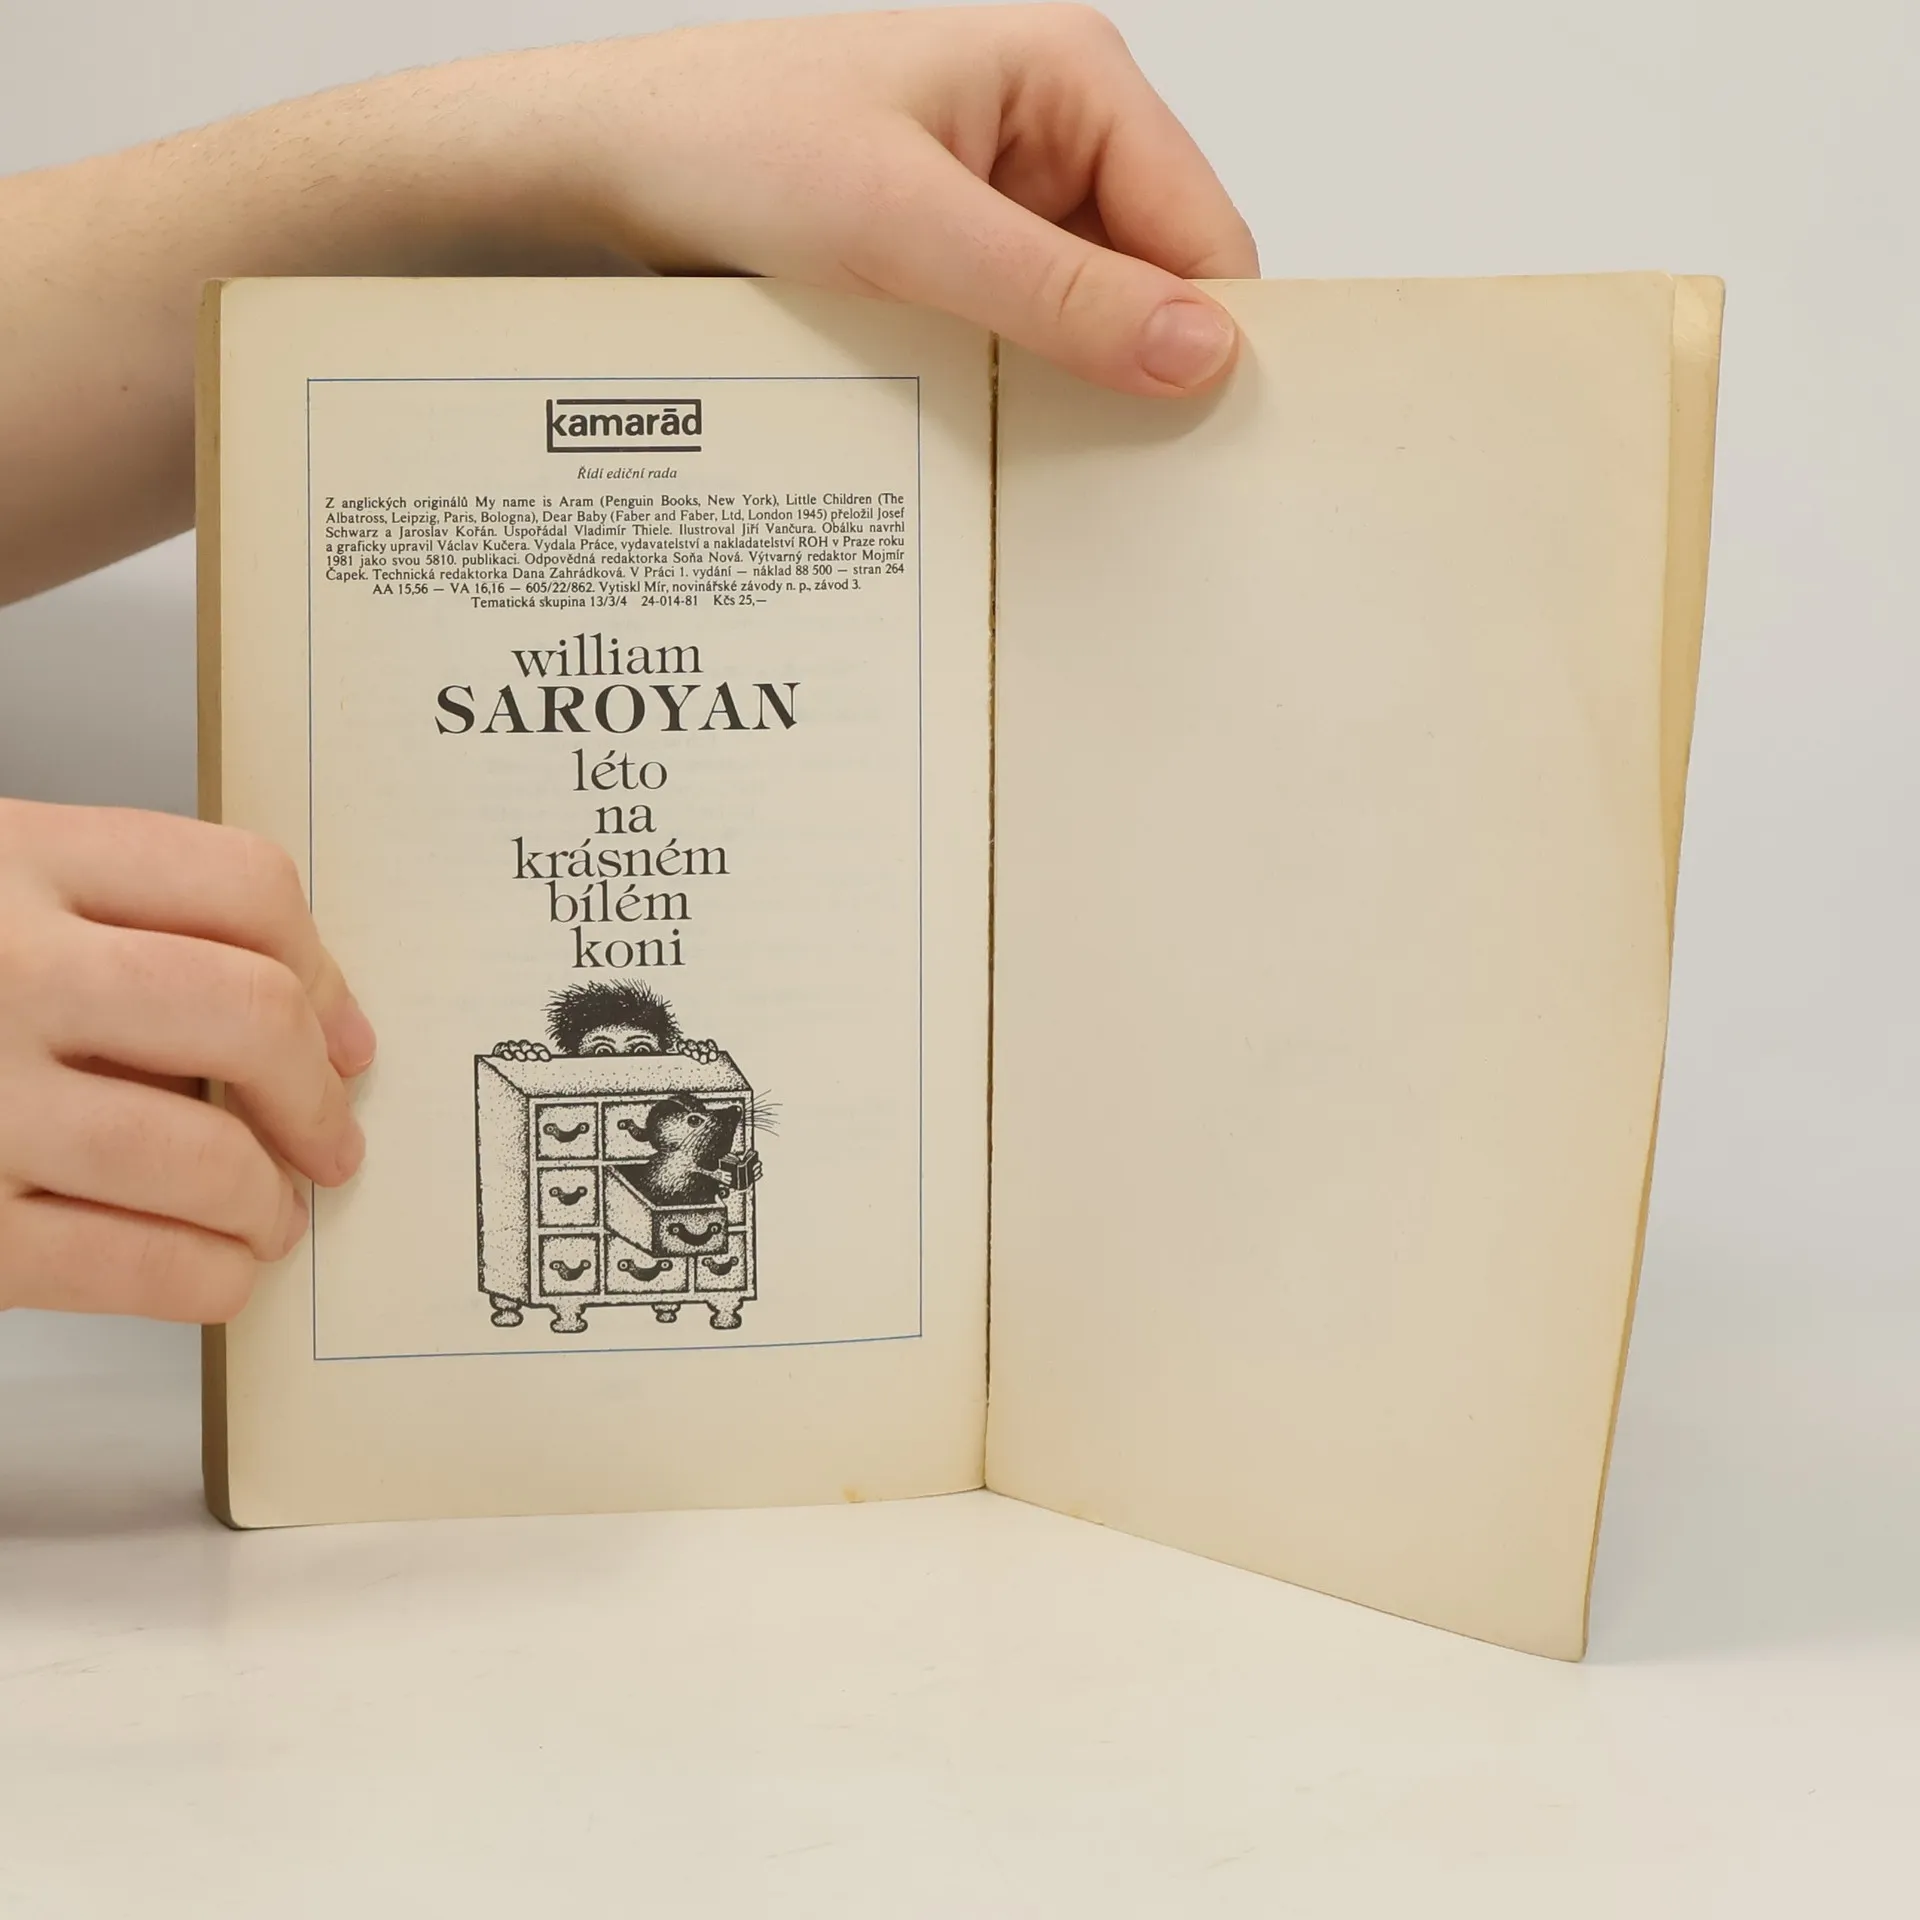 kamarād
Řídí ediční rada
Z anglických originálů My name is Aram (Penguin Books, New York), Little Children (The
Albatross, Leipzig, Paris, Bologna), Dear Baby (Faber and Faber, Ltd, London 1945) přeložil Josef
Schwarz a Jaroslav Kořán. Uspořádal Vladimír Thiele. Ilustroval Jiří Vančura. Obálku navrhl
a graficky upravil Václav Kučera. Vydala Práce, vydavatelství a nakladatelství ROH v Praze roku
1981 jako svou 5810. publikaci. Odpovědná redaktorka Soňa Nová. Výtvarný redaktor Mojmír
Čapek. Technická redaktorka Dana Zahrádková. V Práci 1. vydání — náklad 88 500 — stran 264
AA 15,56 — VA 16,16 — 605/22/862. Vytiskl Mír, novinářské závody n. p., závod 3.
Tematická skupina 13/3/4 24-014-81 Kčs 25,—
william
SAROYAN
léto
na
krásném
bílém
koni